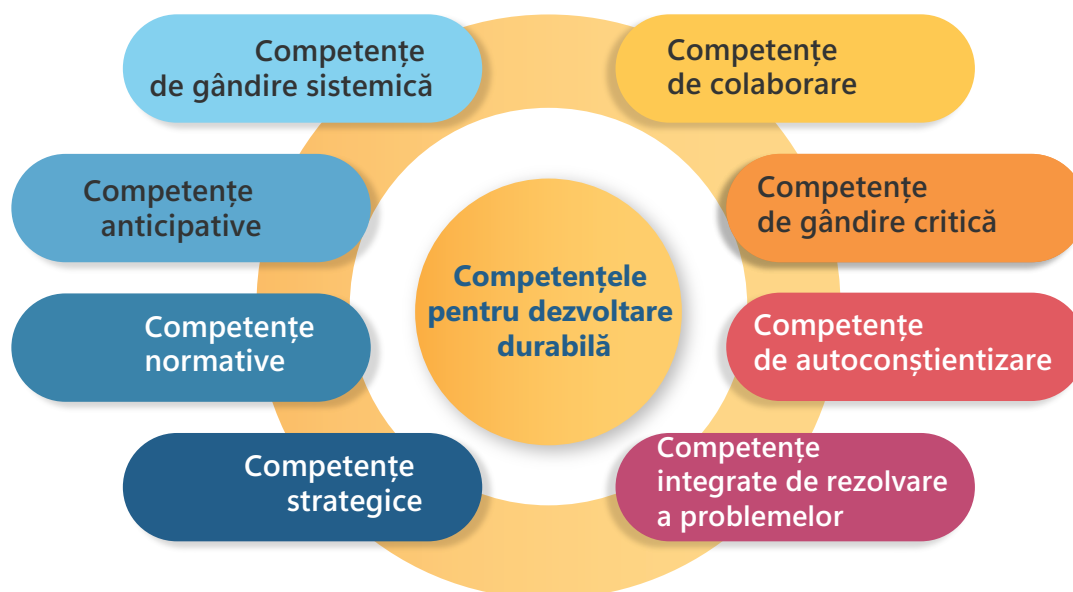 Competențe
de gândire sistemică
Competențe
anticipative
Competențe
normative
Competențe
strategice
Competențele
pentru dezvoltare
durabilă
Competențe
de colaborare
Competențe
de gândire critică
Competențe
de autoconștientizare
Competențe
integrate de rezolvare
a problemelor